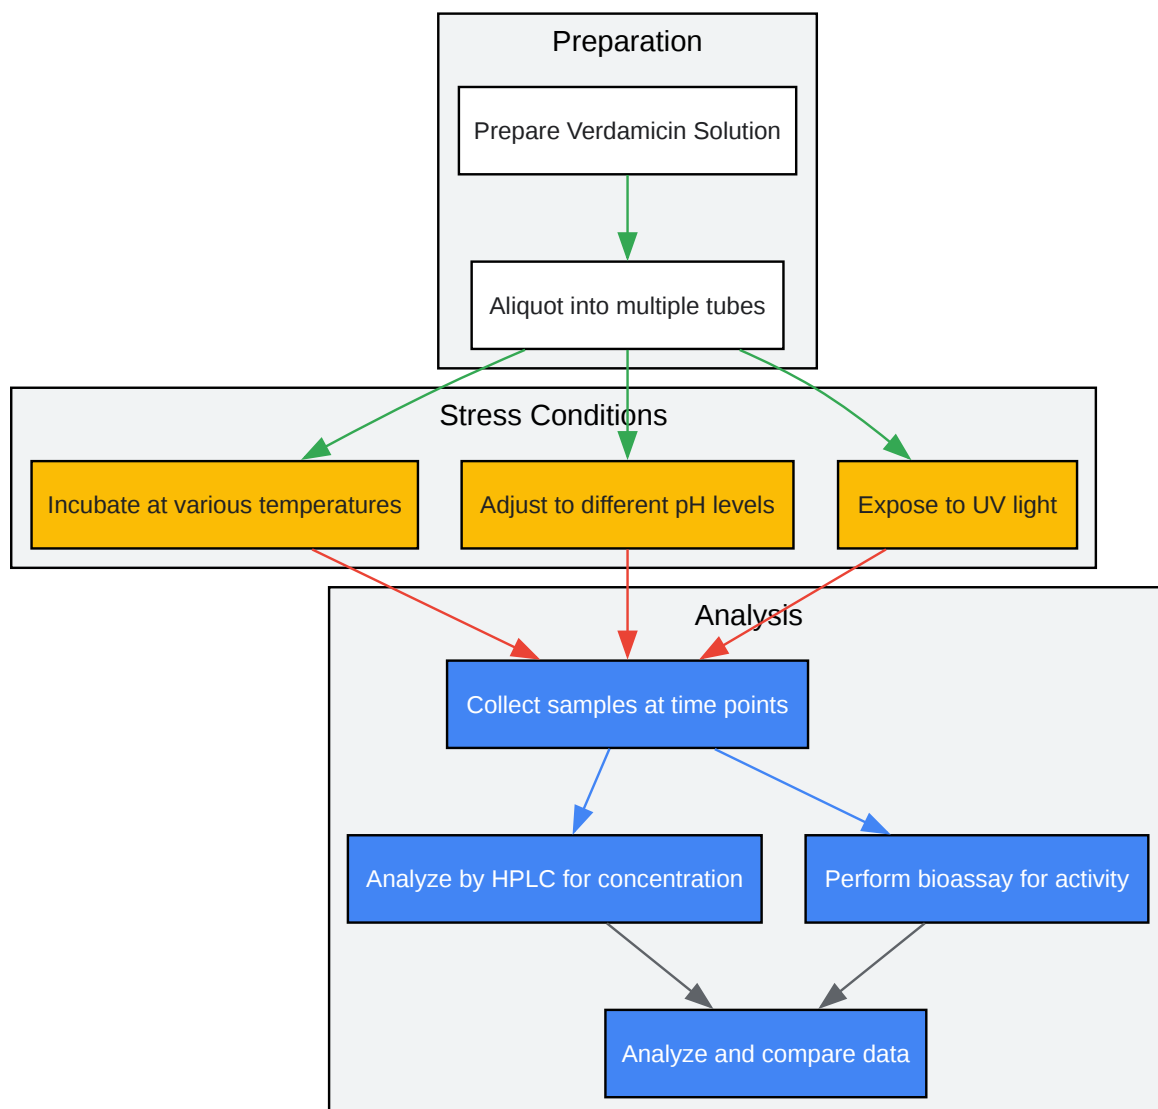 Preparation
Prepare Verdamicin Solution
Aliquot into multiple tubes
Stress Conditions
Incubate at various temperatures
Adjust to different pH levels
Expose to UV light
Analysis
Collect samples at time points
Analyze by HPLC for concentration
Perform bioassay for activity
Analyze and compare data